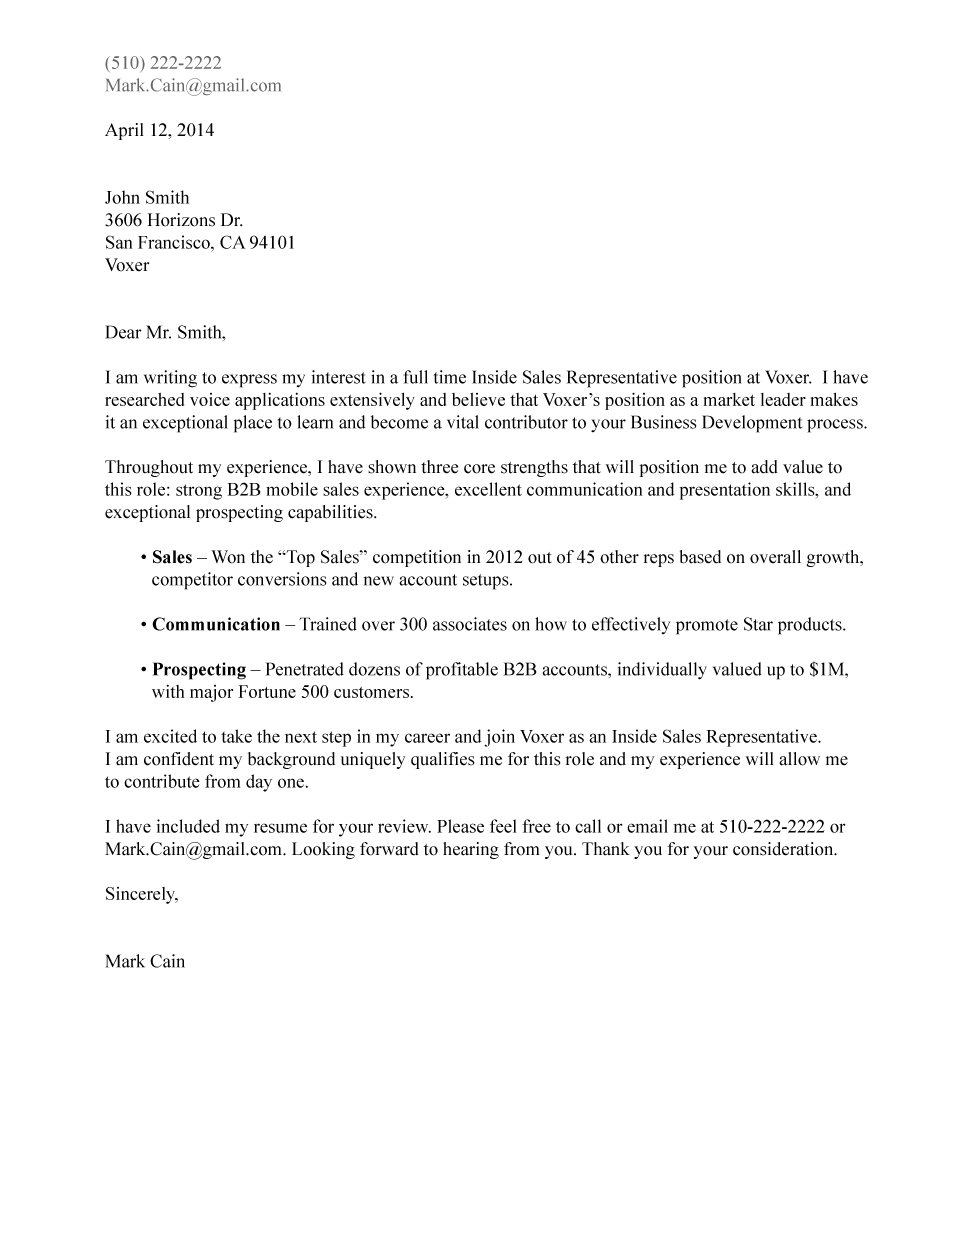 (510) 222-2222
Mark.Cain@gmail.com
April 12, 2014
John Smith
3606 Horizons Dr.
San Francisco, CA 94101
Voxer
Dear Mr. Smith,
I am writing to express my interest in a full time Inside Sales Representative position at Voxer.  I have
researched voice applications extensively and believe that Voxer’s position as a market leader makes
it an exceptional place to learn and become a vital contributor to your Business Development process.
Throughout my experience, I have shown three core strengths that will position me to add value to
this role: strong B2B mobile sales experience, excellent communication and presentation skills, and
exceptional prospecting capabilities.
• Sales – Won the “Top Sales” competition in 2012 out of 45 other reps based on overall growth,
competitor conversions and new account setups.
• Communication – Trained over 300 associates on how to effectively promote Star products.
• Prospecting – Penetrated dozens of profitable B2B accounts, individually valued up to $1M,
with major Fortune 500 customers.
I am excited to take the next step in my career and join Voxer as an Inside Sales Representative.
I am confident my background uniquely qualifies me for this role and my experience will allow me
to contribute from day one.
I have included my resume for your review. Please feel free to call or email me at 510-222-2222 or
Mark.Cain@gmail.com. Looking forward to hearing from you. Thank you for your consideration.
Sincerely,
Mark Cain